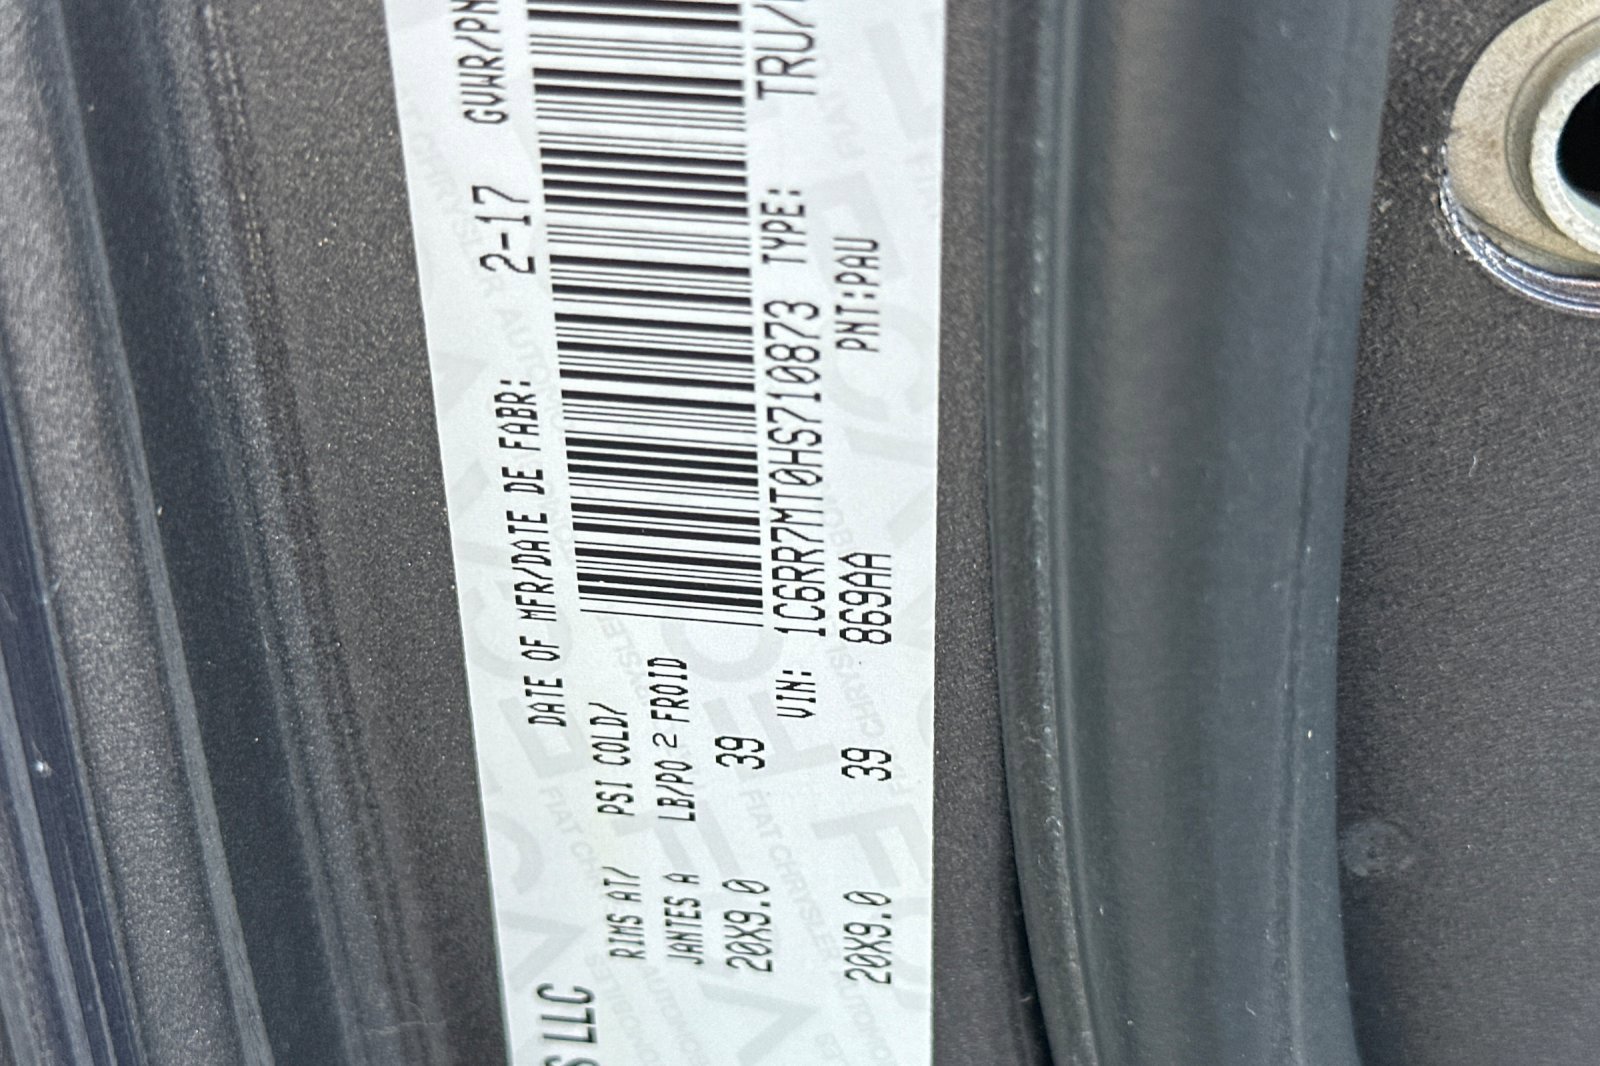 S LLC
DATE OF MFR/DATE DE FABR: 2-17 GVWR/PN
RIMS AT/ PSI COLD/
JANTES A LB/PO 2 FROID
20X9.0 39
VIN: 1C6RR7MT0HS710873 TYPE: TRU/
20X9.0 39 869AA PNT:PAU